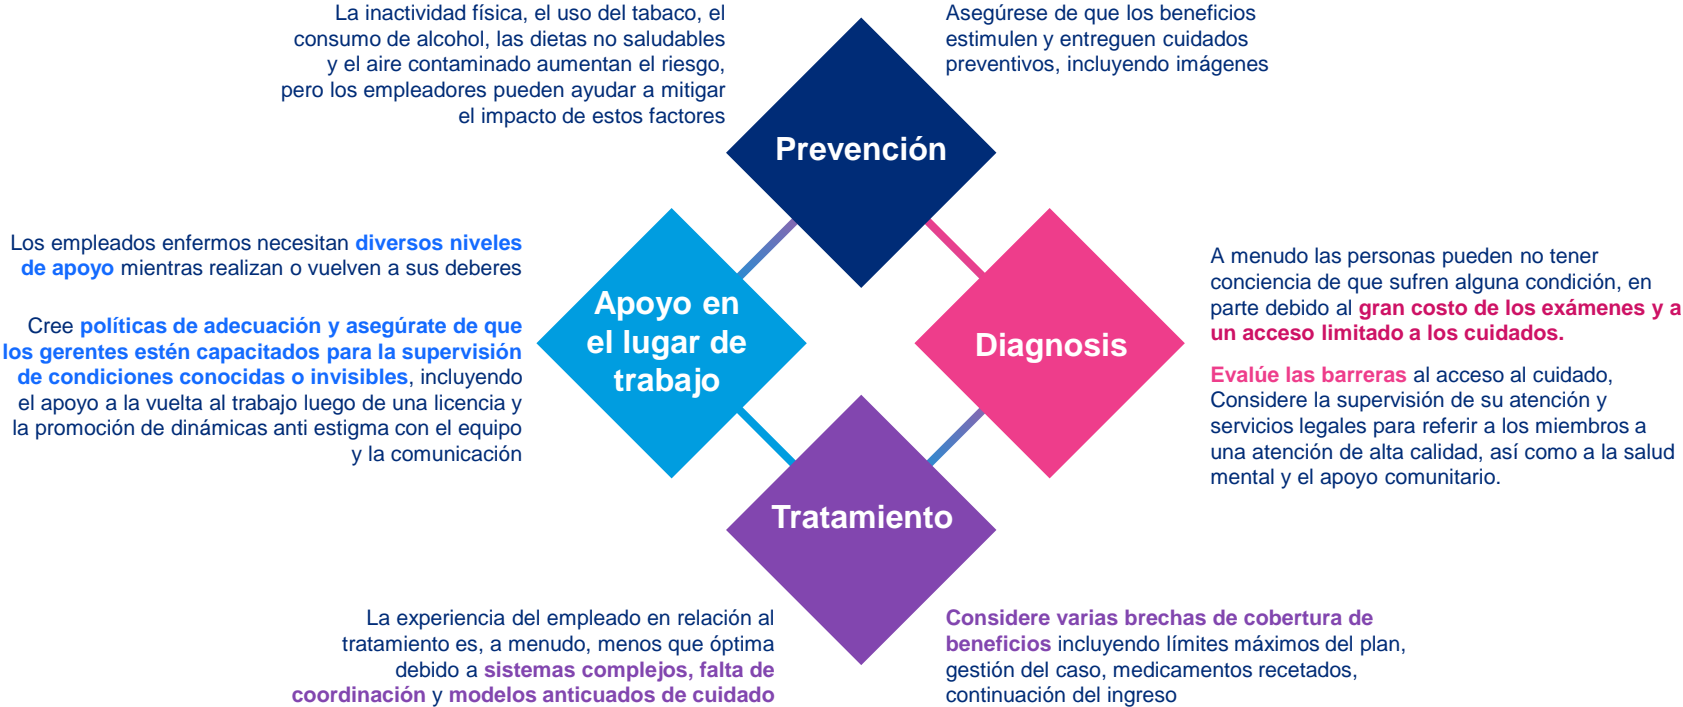 La inactividad física, el uso del tabaco, el
consumo de alcohol, las dietas no saludables
y el aire contaminado aumentan el riesgo,
pero los empleadores pueden ayudar a mitigar
el impacto de estos factores
Asegúrese de que los beneficios
estimulen y entreguen cuidados
preventivos, incluyendo imágenes
Prevención
Los empleados enfermos necesitan diversos niveles
de apoyo mientras realizan o vuelven a sus deberes
Cree políticas de adecuación y asegúrate de que
los gerentes estén capacitados para la supervisión
de condiciones conocidas o invisibles, incluyendo
el apoyo a la vuelta al trabajo luego de una licencia y
la promoción de dinámicas anti estigma con el equipo
y la comunicación
Apoyo en
el lugar de
trabajo
Diagnosis
A menudo las personas pueden no tener
conciencia de que sufren alguna condición, en
parte debido al gran costo de los exámenes y a
un acceso limitado a los cuidados.
Evalúe las barreras al acceso al cuidado,
Considere la supervisión de su atención y
servicios legales para referir a los miembros a
una atención de alta calidad, así como a la salud
mental y el apoyo comunitario.
Tratamiento
La experiencia del empleado en relación al
tratamiento es, a menudo, menos que óptima
debido a sistemas complejos, falta de
coordinación y modelos anticuados de cuidado
Considere varias brechas de cobertura de
beneficios incluyendo límites máximos del plan,
gestión del caso, medicamentos recetados,
continuación del ingreso